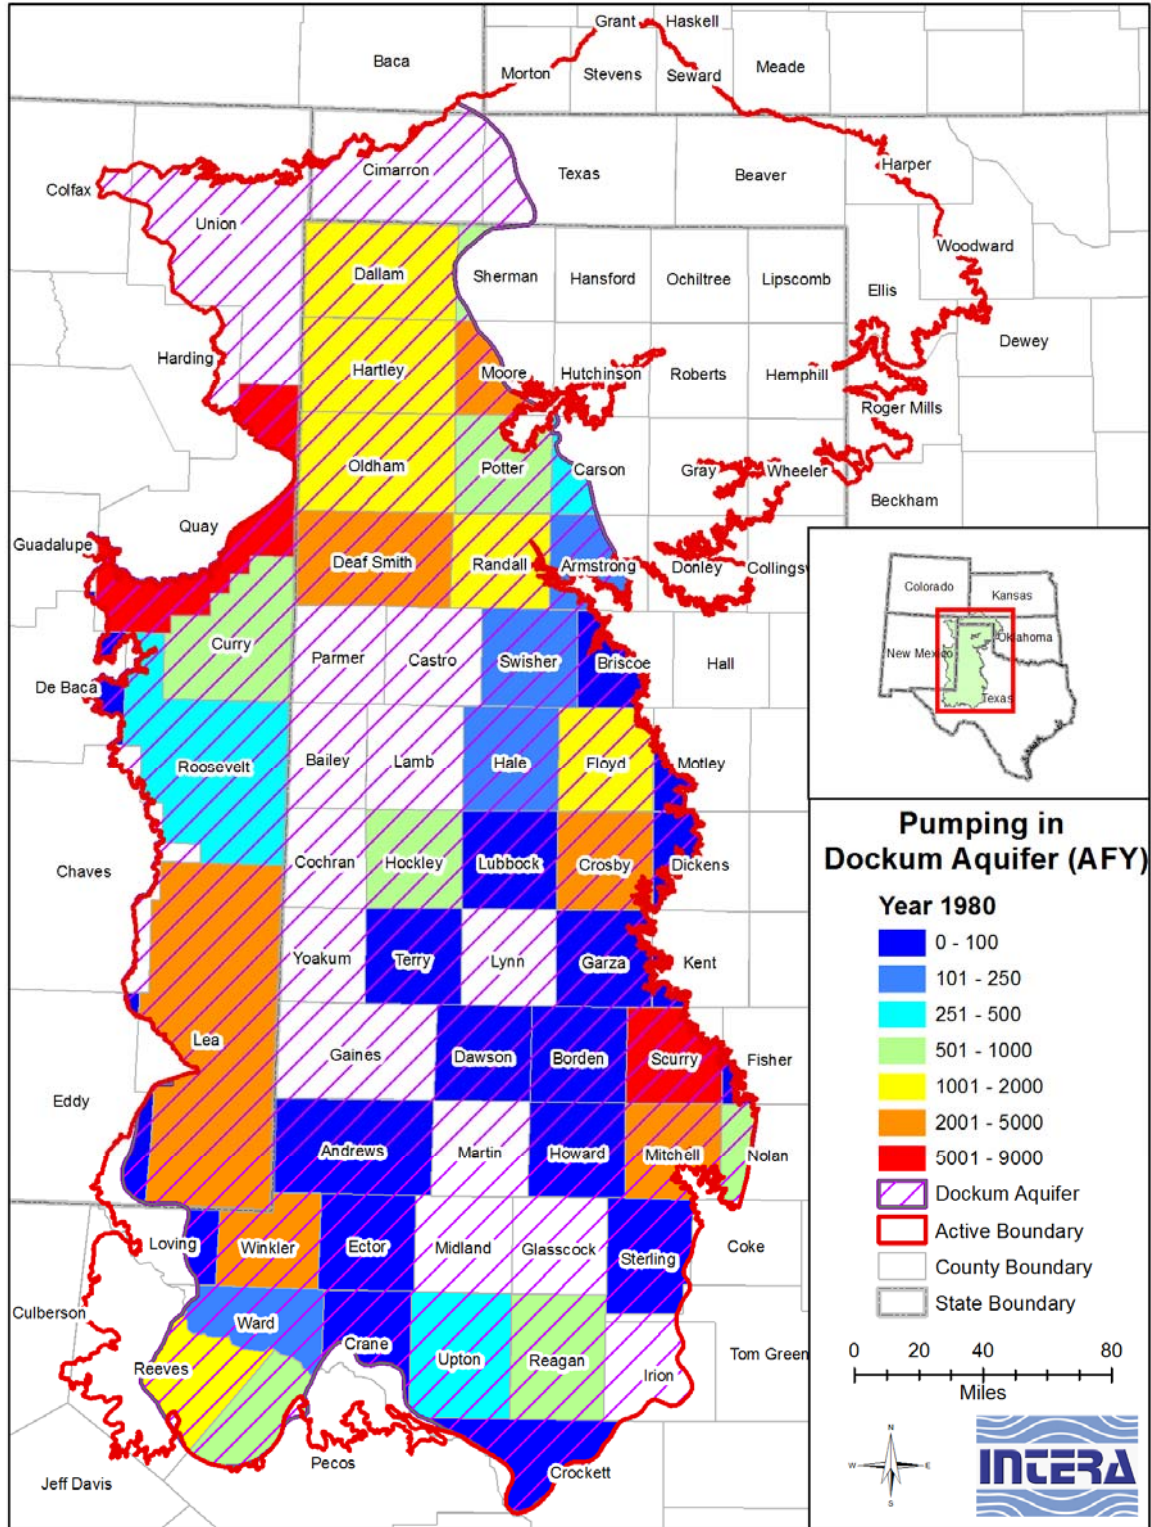 Grant Haskell
Baca
Morton Stevens Seward Meade
Colfax Cimarron Texas Beaver Harper
Union
Woodward
Dallam Sherman Hansford Ochiltree Lipscomb
Ellis
Harding Hartley Moore Hutchinson Roberts Hemphill Dewey
Roger Mills
Oldham Potter Carson Gray Wheeler
Beckham
Quay
Guadalupe
Deaf Smith Randall Armstrong Donley Collingsv
Curry Parmer Castro Swisher Briscoe Hall
De Baca
Roosevelt Bailey Lamb Hale Floyd Motley
Chaves Cochran Hockley Lubbock Crosby Dickens
Yoakum Terry Lynn Garza Kent
Lea Gaines Dawson Borden Scurry Fisher
Eddy
Andrews Martin Howard Mitchell Nolan
Loving Winkler Ector Midland Glasscock Sterling Coke
Culberson Ward
Reeves Crane Upton Reagan Irion Tom Green
Pecos Crockett
Jeff Davis
Colorado Kansas
New Mexico Oklahoma
Texas
Pumping in
Dockum Aquifer (AFY)
Year 1980
0 - 100
101 - 250
251 - 500
501 - 1000
1001 - 2000
2001 - 5000
5001 - 9000
Dockum Aquifer
Active Boundary
County Boundary
State Boundary
0 20 40 80
Miles
N
W E
S
INTERA